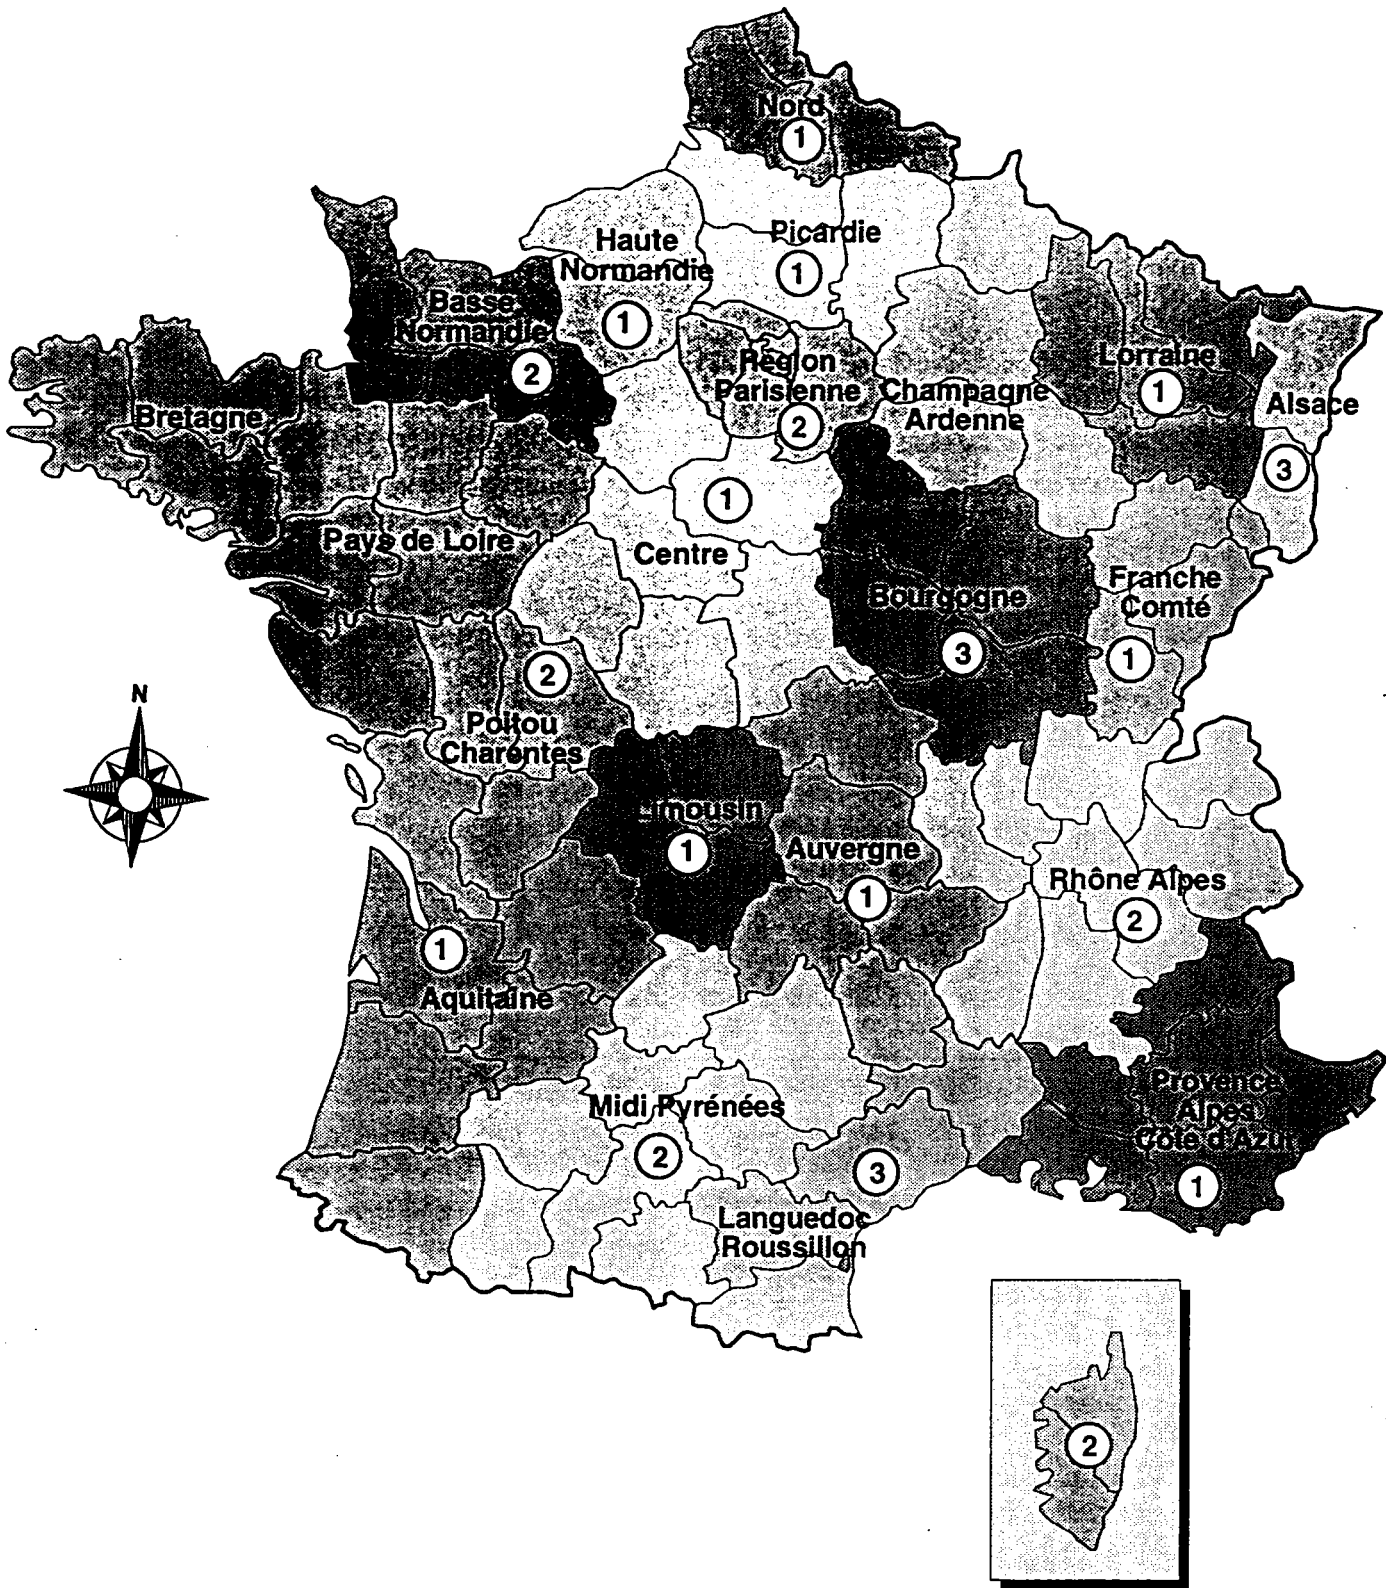 Nord
1
Picardie
1
Haute
Normandie
1
Basse
Normandie
2
Région
Parisienne
2
Champagne
Ardenne
Lorraine
1
Alsace
3
Bretagne
1
Pays de Loire
Centre
Bourgogne
3
Franche
Comté
1
N
2
Poitou
Charentes
Limousin
1
Auvergne
1
Rhône Alpes
2
1
Aquitaine
Midi Pyrénées
2
3
Languedoc
Roussillon
Provence
Alpes
Côte d'Azur
1
2